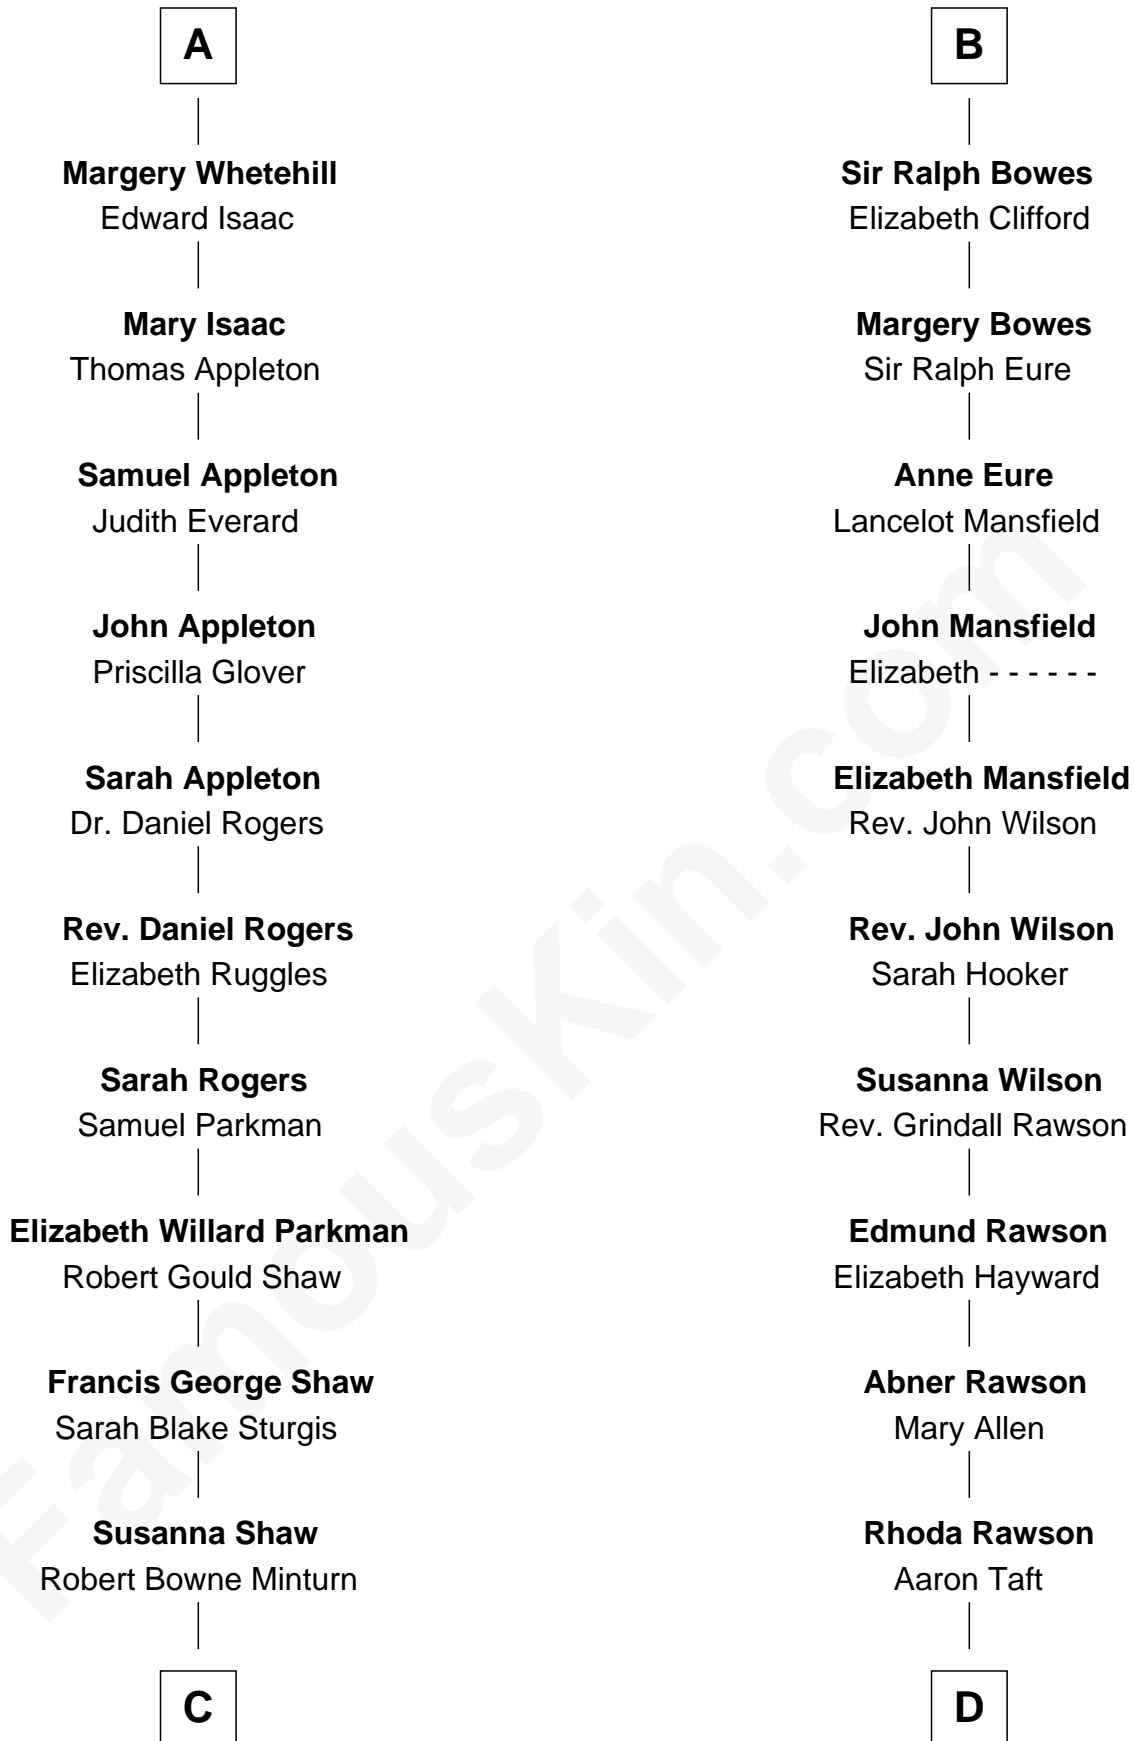 A
Margery Whetehill
Edward Isaac
Mary Isaac
Thomas Appleton
Samuel Appleton
Judith Everard
John Appleton
Priscilla Glover
Sarah Appleton
Dr. Daniel Rogers
Rev. Daniel Rogers
Elizabeth Ruggles
Sarah Rogers
Samuel Parkman
Elizabeth Willard Parkman
Robert Gould Shaw
Francis George Shaw
Sarah Blake Sturgis
Susanna Shaw
Robert Bowne Minturn
C
B
Sir Ralph Bowes
Elizabeth Clifford
Margery Bowes
Sir Ralph Eure
Anne Eure
Lancelot Mansfield
John Mansfield
Elizabeth - - - - - -
Elizabeth Mansfield
Rev. John Wilson
Rev. John Wilson
Sarah Hooker
Susanna Wilson
Rev. Grindall Rawson
Edmund Rawson
Elizabeth Hayward
Abner Rawson
Mary Allen
Rhoda Rawson
Aaron Taft
D
FamousKin.com